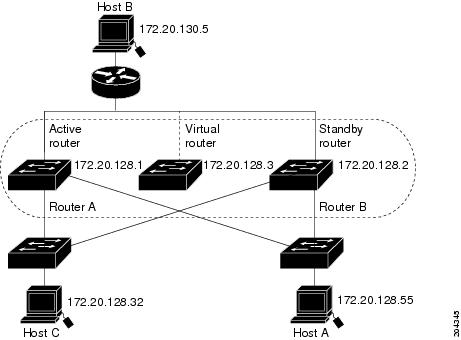 Host B
172.20.130.5
Active
router
Virtual
router
Standby
router
172.20.128.1
172.20.128.3
172.20.128.2
Router A
Router B
172.20.128.32
172.20.128.55
Host C
Host A
204345